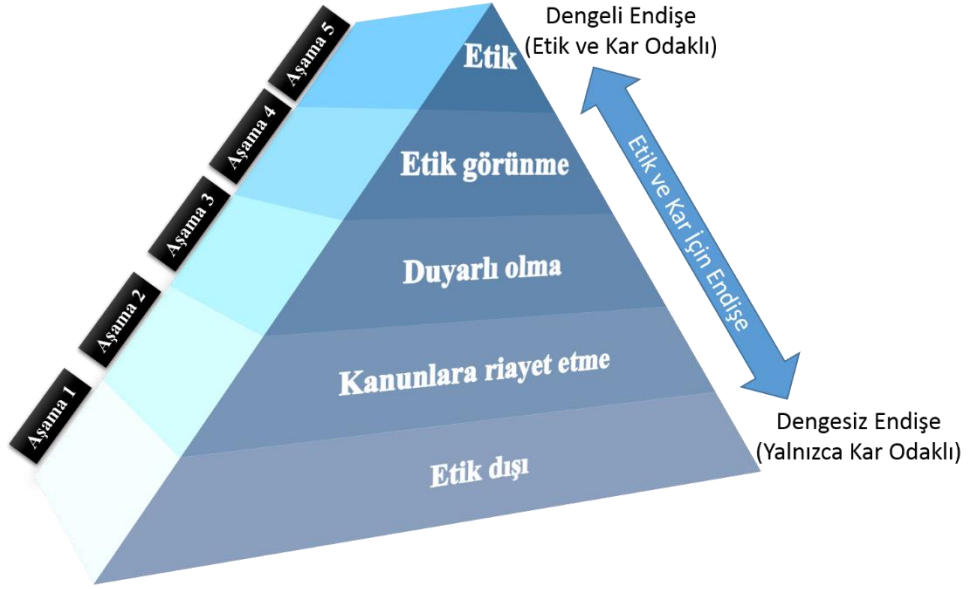 Dengeli Endişe
(Etik ve Kar Odaklı)
Aşama 5
Etik
Aşama 4
Etik görünme
Aşama 3
Duyarlı olma
Etik ve Kar İçin Endişe
Aşama 2
Kanunlara riayet etme
Aşama 1
Etik dışı
Dengesiz Endişe
(Yalnızca Kar Odaklı)